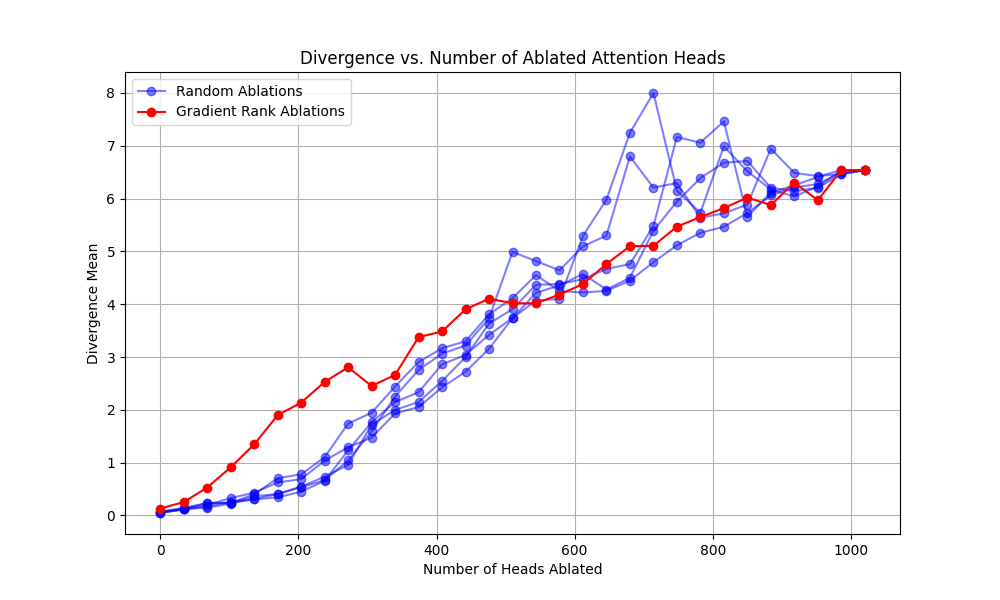 Divergence vs. Number of Ablated Attention Heads
Random Ablations
Gradient Rank Ablations
8
7
6
5
4
3
2
1
0
Divergence Mean
0 200 400 600 800 1000
Number of Heads Ablated